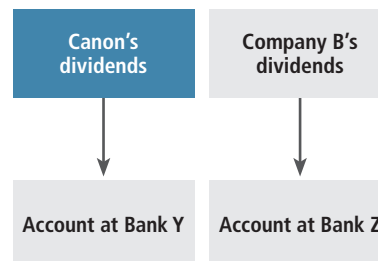 Canon's
dividends
Company B's
dividends
Account at Bank Y
Account at Bank Z